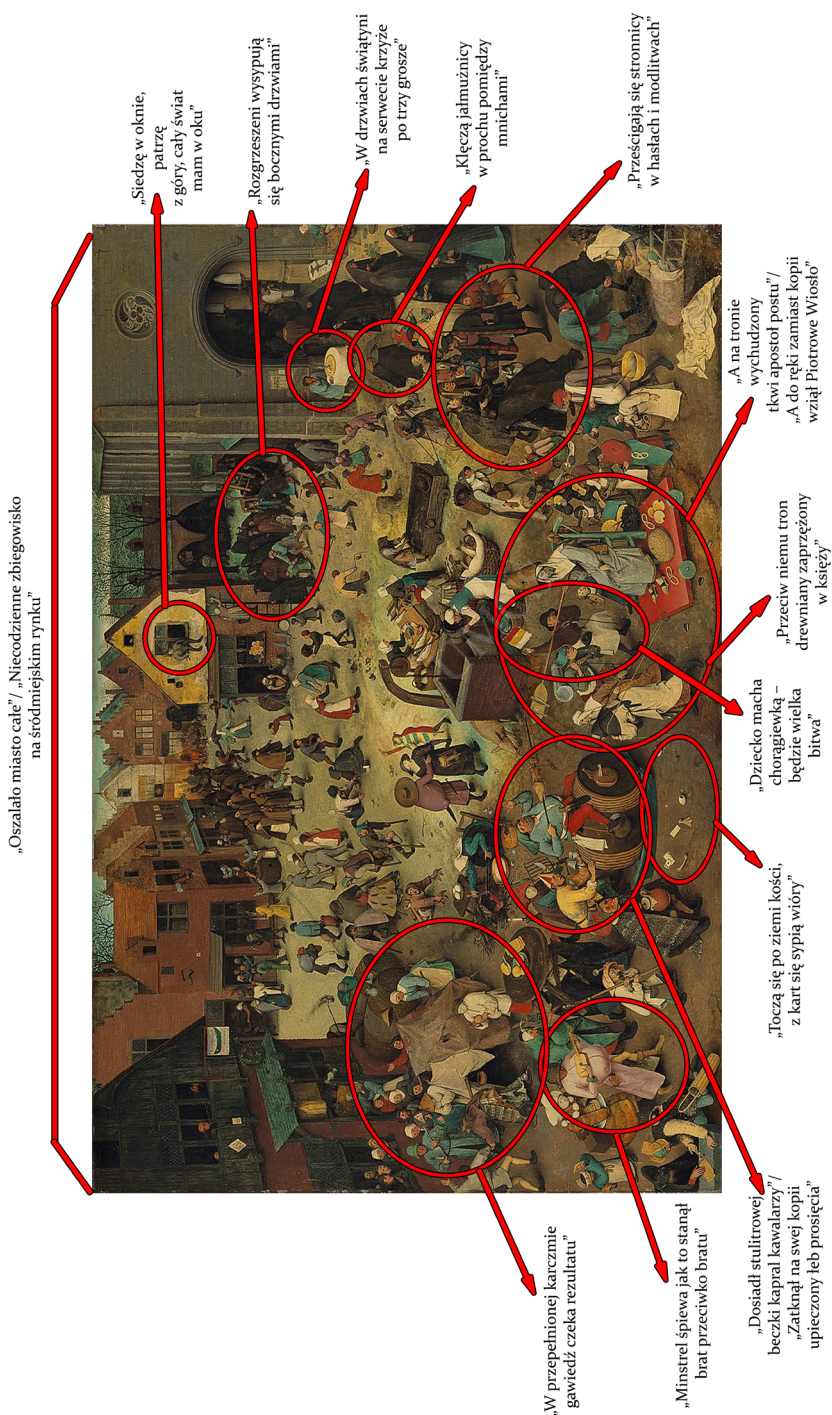 „Oszalało miasto całe”/ „Niecodzienne zbiegowisko
na śródmiejskim rynku”
„Siedzę w oknie,
patrzę
z góry, cały świat
mam w oku”
„Rozgrzeszeni wysypują
się bocznymi drzwiami”
„W drzwiach świątyni
na serwecie krzyże
po trzy grosze”
„Klęczą jałmużnicy
w prochu pomiędzy
mnichami”
„Prześcigają się stronnicy
w hasłach i modlitwach”
„A na tronie
wychudzony
tkwi apostoł postu”/
„A do ręki zamiast kopii
wziął Piotrowe Wiosło”
„Przeciw niemu tron
drewniany zaprzężony
w księży”
„Dziecko macha
chorągiewką –
będzie wielka
bitwa”
„Toczą się po ziemi kości,
z kart się sypią wióry”
„Dosiadł stulitrowej
beczki kapral kawalarzy”/
„Zatknął na swej kopii
upieczony łeb prosięcia”
„Minstrel śpiewa jak to stanął
brat przeciwko bratu”
„W przepełnionej karczmie
gawiedź czeka rezultatu”